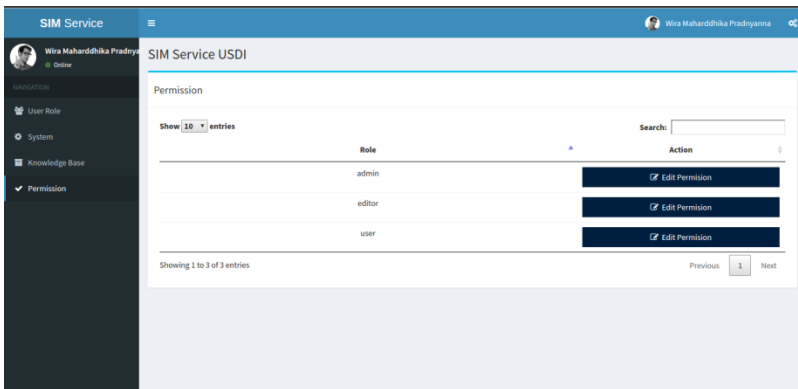 SIM Service
Wira Maharddhika Pradnyanna
Wira Maharddhika Pradnya
Online
SIM Service USDI
NAVIGATION
User Role
System
Knowledge Base
Permission
Permission
Show 10 entries
Search:
Role Action
admin Edit Permision
editor Edit Permision
user Edit Permision
Showing 1 to 3 of 3 entries
Previous 1 Next